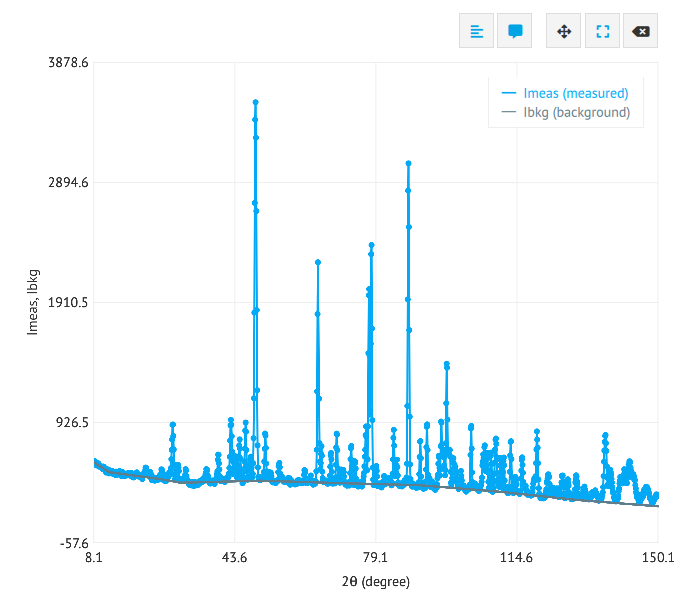 3878.6
Imeas (measured)
Ibkg (background)
2894.6
Imeas, Ibkg
1910.5
926.5
-57.6
8.1 43.6 79.1 114.6 150.1
2θ (degree)